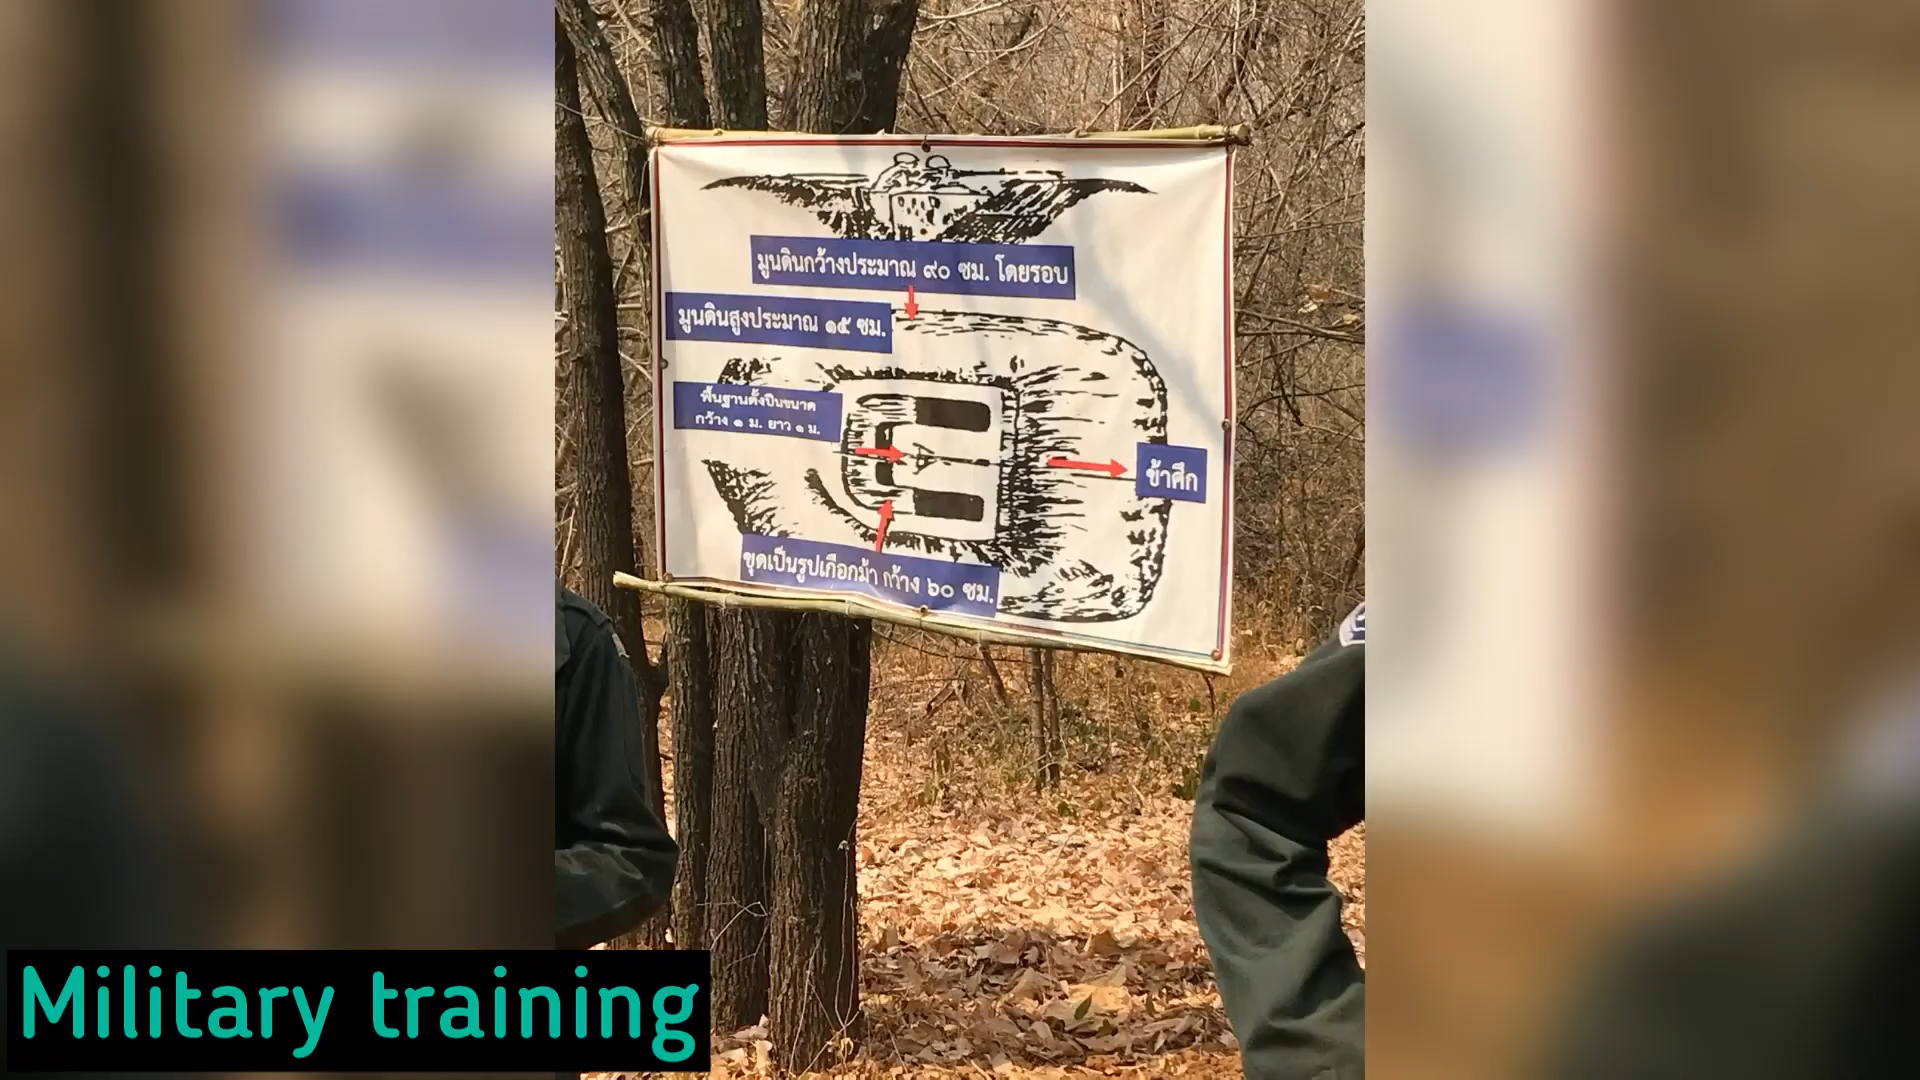 มูนดินกว้างประมาณ ๙๐ ซม. โดยรอบ
มูนดินสูงประมาณ ๑๕ ซม.
พื้นฐานตั้งปืนขนาด
กว้าง ๑ ม. ยาว ๑ ม.
ข้าศึก
ขุดเป็นรูปเกือกม้า กว้าง ๖๐ ซม.
Military training